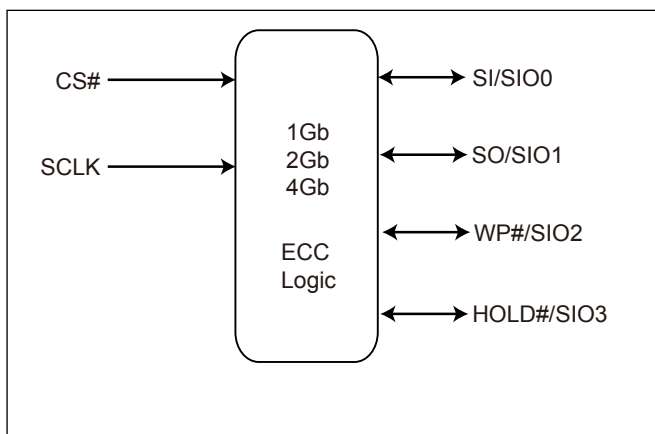 CS#
SCLK
1Gb
2Gb
4Gb
ECC
Logic
SI/SIO0
SO/SIO1
WP#/SIO2
HOLD#/SIO3